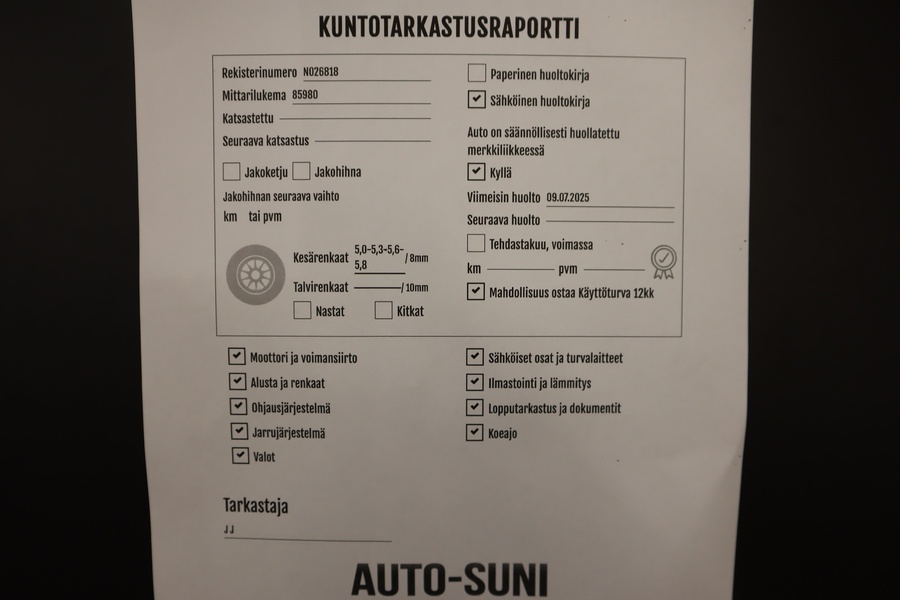 KUNTOTARKASTUSRAPORTTI
Rekisterinumero NO26818
Mittarilukema 85980
Katsastettu
Seuraava katsastus
Jakoketju Jakohihna
Jakohihnan seuraava vaihto
km tai pvm
Kesärenkaat 5,0-5,3-5,6-5,8 / 8mm
Talvirenkaat / 10mm
Nastat Kitkat
Paperinen huoltokirja
Sähköinen huoltokirja
Auto on säännöllisesti huollatettu
merkkiliikkeessä
Kyllä
Viimeisin huolto 09.07.2025
Seuraava huolto
Tehdastakuu, voimassa
km pvm
Mahdollisuus ostaa Käyttöturva 12kk
Moottori ja voimansiirto
Alusta ja renkaat
Ohjausjärjestelmä
Jarrujärjestelmä
Valot
Sähköiset osat ja turvalaitteet
Ilmastointi ja lämmitys
Lopputarkastus ja dokumentit
Koeajo
Tarkastaja
JJ
AUTO-SUNI